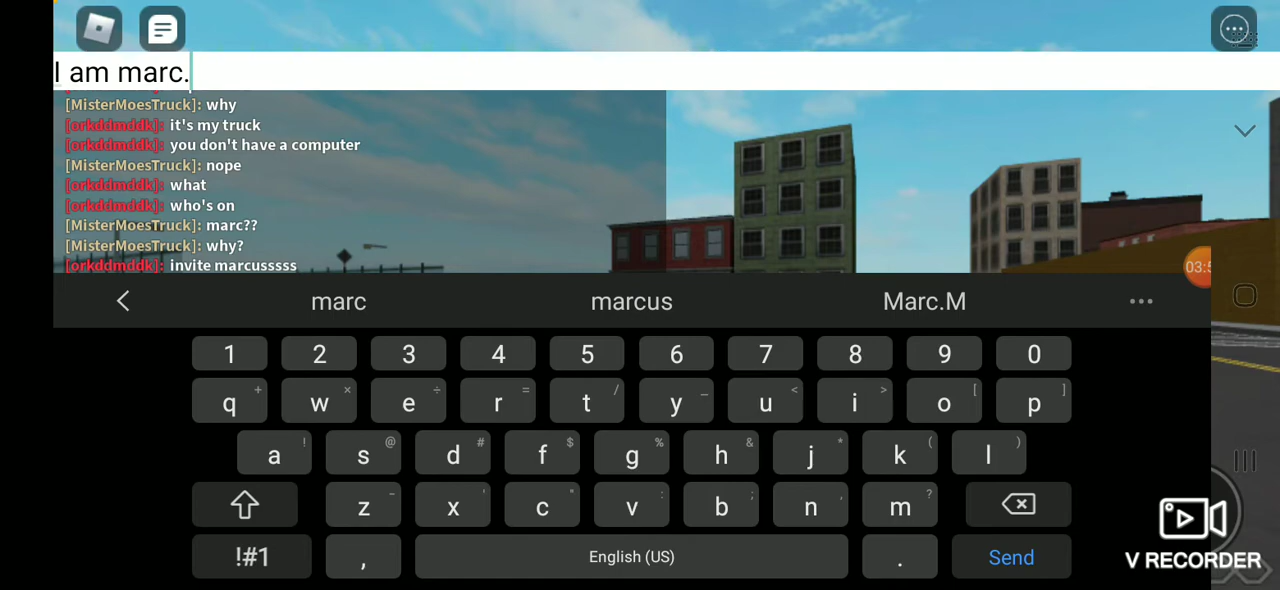 I am marc.
[MisterMoesTruck]: why
[orkddmddk]: it's my truck
[orkddmddk]: you don't have a computer
[MisterMoesTruck]: nope
[orkddmddk]: what
[orkddmddk]: who's on
[MisterMoesTruck]: marc??
[MisterMoesTruck]: why?
[orkddmddk]: invite marcusssss
03:5
marc marcus Marc.M
1 2 3 4 5 6 7 8 9 0
q + w × e ÷ r = t / y _ u < i > o [ p ]
a ! s @ d # f $ g % h & j * k ( l )
z - x ' c " v : b ; n , m ?
!#1 , English (US) . Send
V RECORDER